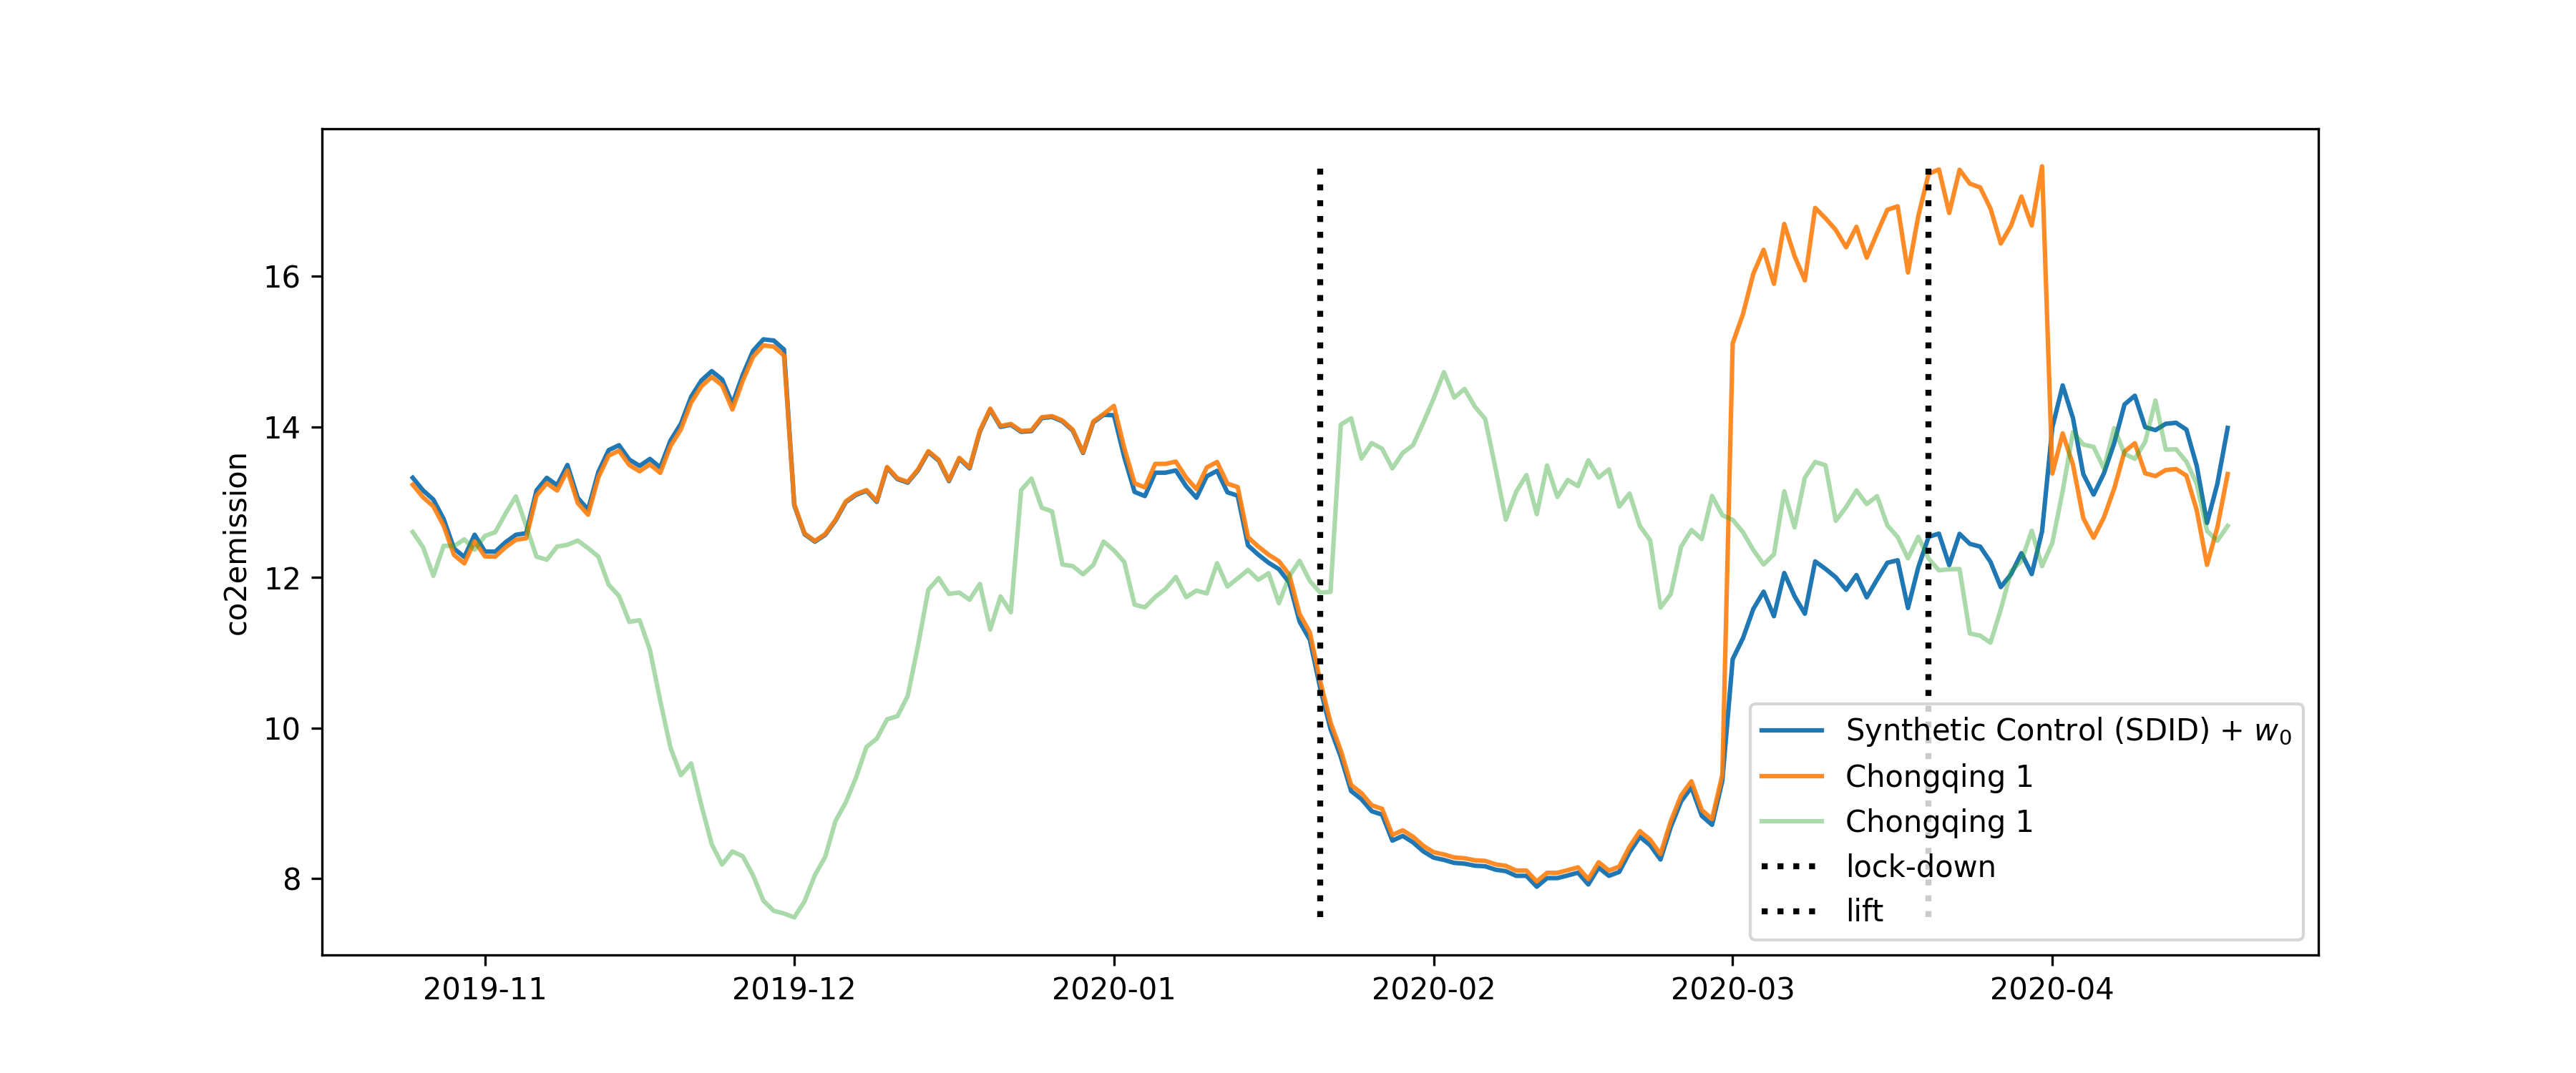 co2emission
16
14
12
10
8
2019-11
2019-12
2020-01
2020-02
2020-03
2020-04
Synthetic Control (SDID) + w₀
Chongqing 1
Chongqing 1
lock-down
lift